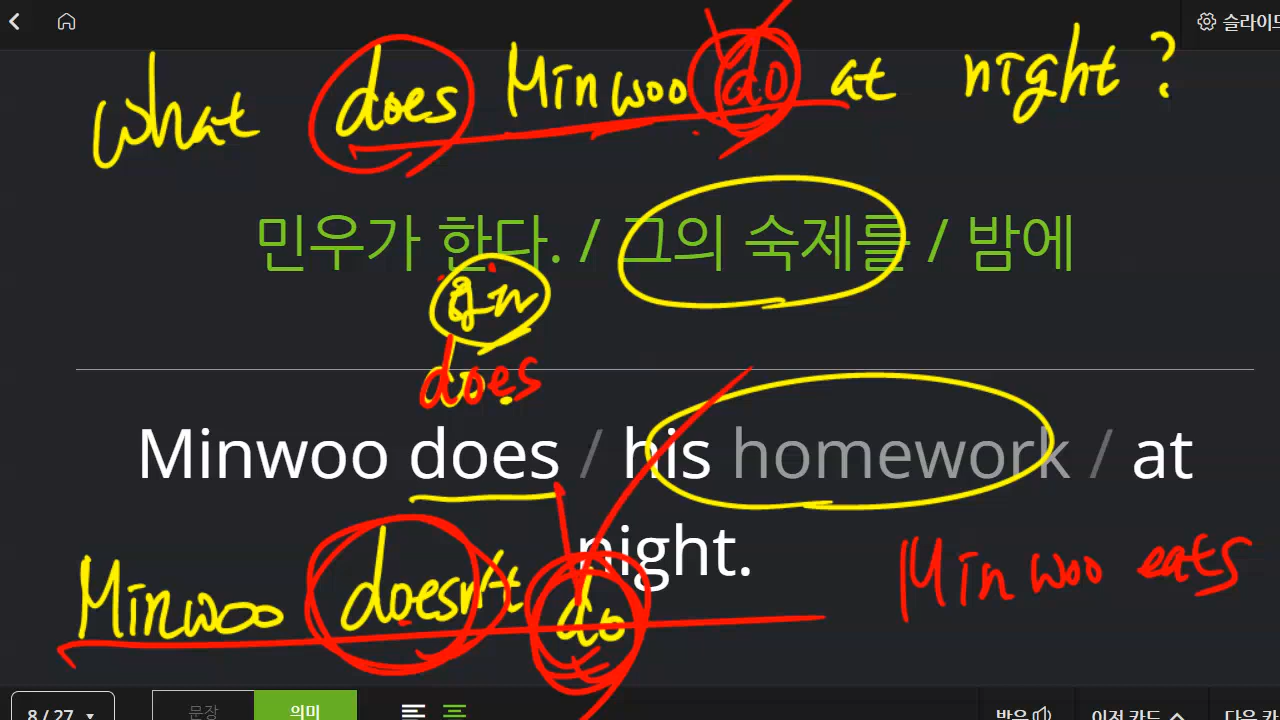 슬라이드
What does Minwoo do at night?
민우가 한다. / 그의 숙제를 / 밤에
does
Minwoo does / his homework / at
night.
Minwoo doesn't do
Minwoo eats
8 / 27
문장
의미
발음
이전 카드
다음 카